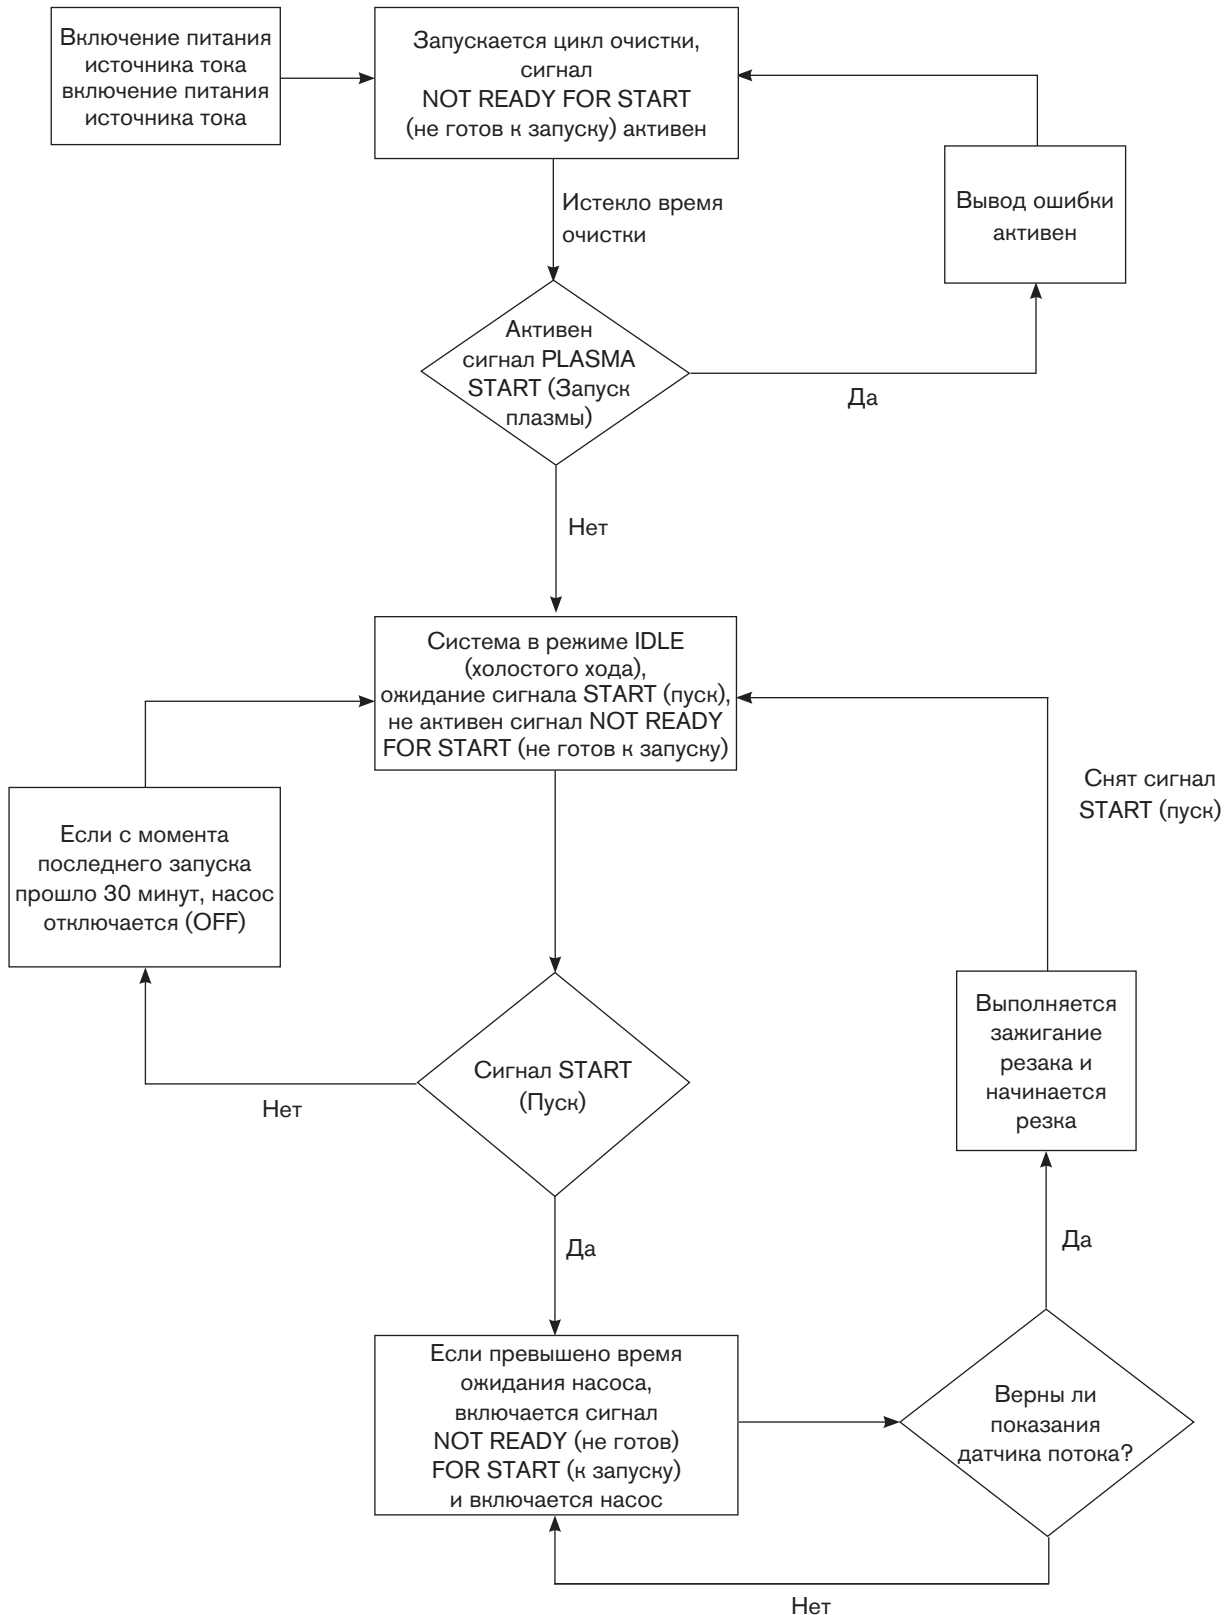 Включение питания
источника тока
включение питания
источника тока
Запускается цикл очистки,
сигнал
NOT READY FOR START
(не готов к запуску) активен
Вывод ошибки
активен
Истекло время
очистки
Активен
сигнал PLASMA
START (Запуск
плазмы)
Да
Нет
Система в режиме IDLE
(холостого хода),
ожидание сигнала START (пуск),
не активен сигнал NOT READY
FOR START (не готов к запуску)
Снят сигнал
START (пуск)
Если с момента
последнего запуска
прошло 30 минут, насос
отключается (OFF)
Выполняется
зажигание
резака и
начинается
резка
Сигнал START
(Пуск)
Нет
Да
Да
Если превышено время
ожидания насоса,
включается сигнал
NOT READY (не готов)
FOR START (к запуску)
и включается насос
Верны ли
показания
датчика потока?
Нет